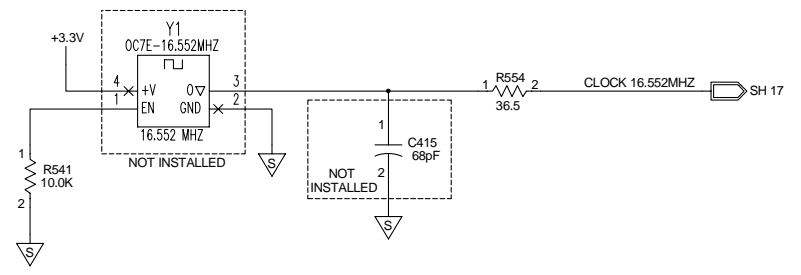 Y1
+3.3V
OC7E-16.552MHZ
4
+V
O
3
1
EN
GND
2
16.552 MHZ
NOT INSTALLED
S
1
R541
10.0K
2
S
1
C415
68pF
2
NOT
INSTALLED
S
R554
1
2
36.5
CLOCK 16.552MHZ
SH 17